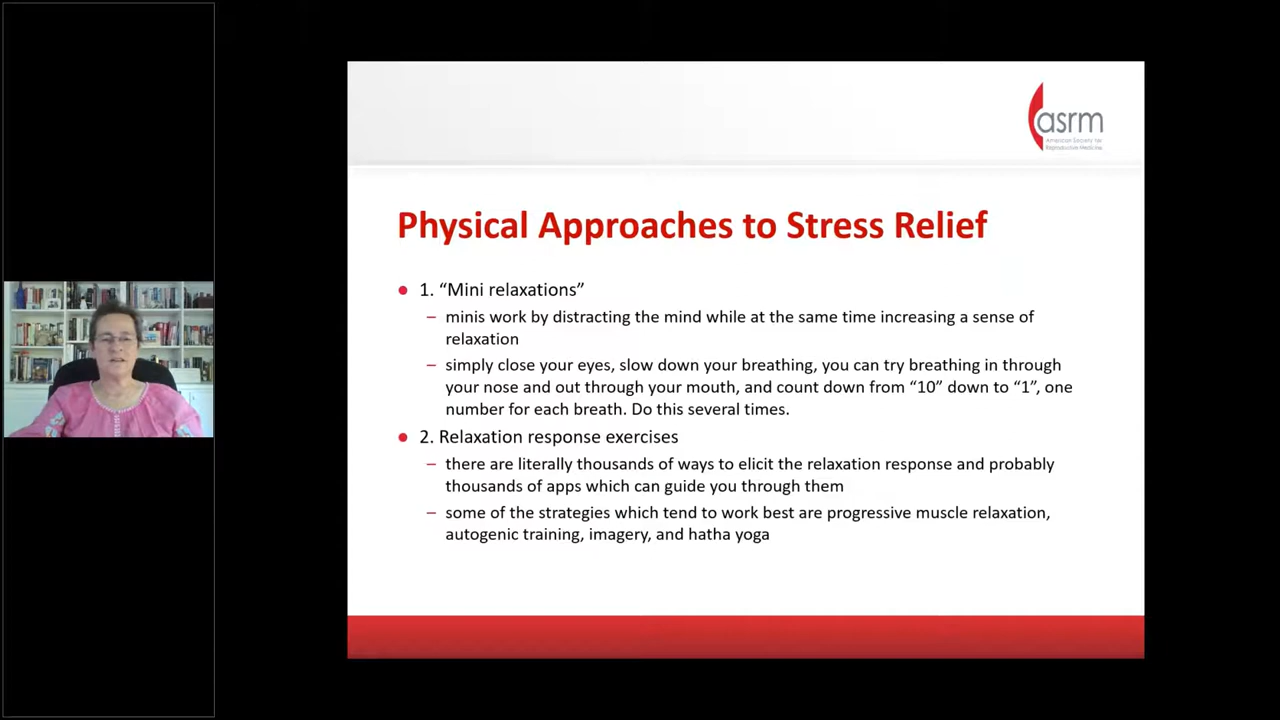 asrm
American Society for
Reproductive Medicine
Physical Approaches to Stress Relief
1. “Mini relaxations”
– minis work by distracting the mind while at the same time increasing a sense of
relaxation
– simply close your eyes, slow down your breathing, you can try breathing in through
your nose and out through your mouth, and count down from “10” down to “1”, one
number for each breath. Do this several times.
2. Relaxation response exercises
– there are literally thousands of ways to elicit the relaxation response and probably
thousands of apps which can guide you through them
– some of the strategies which tend to work best are progressive muscle relaxation,
autogenic training, imagery, and hatha yoga